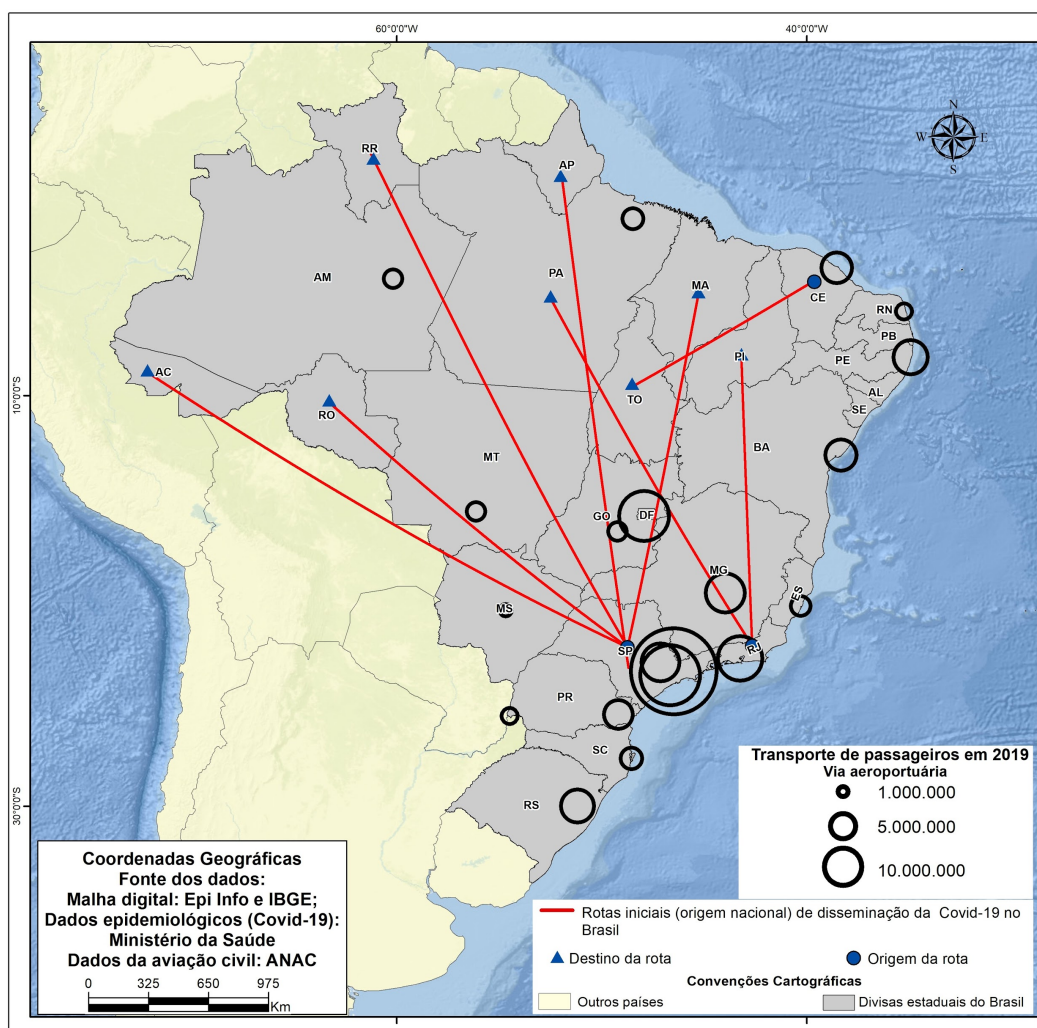 60°0'0"W
40°0'0"W
N
W E
S
RR
AP
AM
PA
MA
CE
RN
PB
PE
PI
AL
SE
AC
RO
TO
BA
10°0'0"S
MT
GO
DF
MG
ES
MS
SP
RJ
PR
SC
RS
30°0'0"S
Transporte de passageiros em 2019
Via aeroportuária
1.000.000
5.000.000
10.000.000
Coordenadas Geográficas
Fonte dos dados:
Malha digital: Epi Info e IBGE;
Dados epidemiológicos (Covid-19):
Ministério da Saúde
Dados da aviação civil: ANAC
0 325 650 975
Km
Rotas iniciais (origem nacional) de disseminação da Covid-19 no
Brasil
Destino da rota
Origem da rota
Convenções Cartográficas
Outros países
Divisas estaduais do Brasil